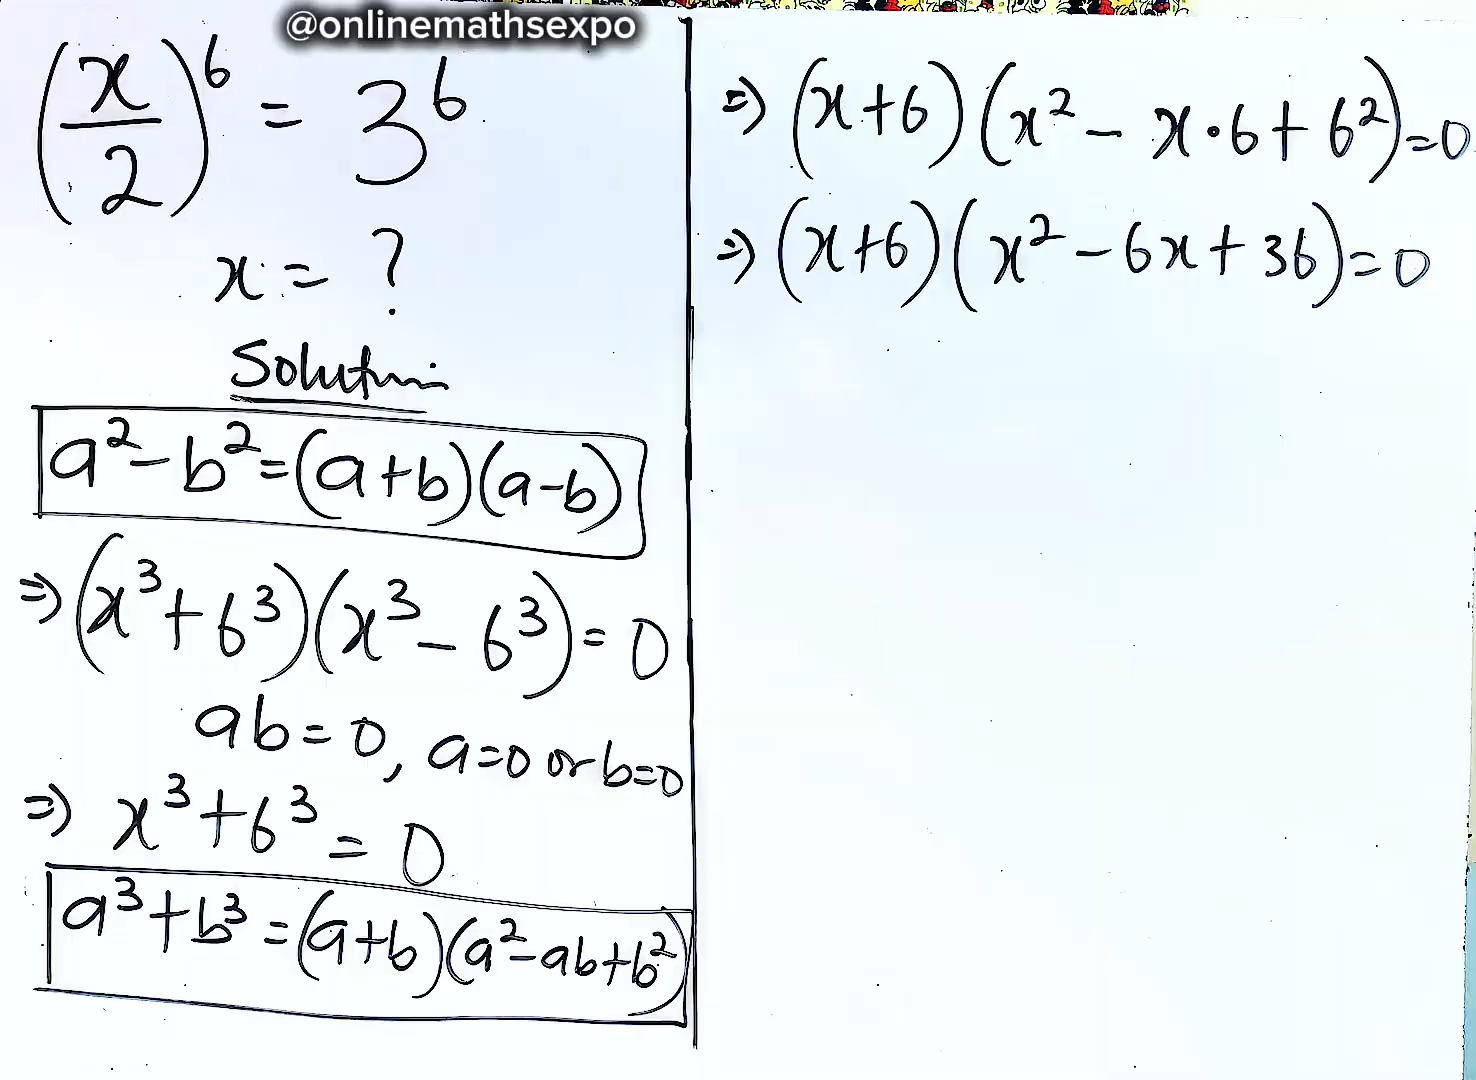 @onlinemathsexpo
(x/2)^6 = 3^6
x = ?
Solution
a² - b² = (a+b)(a-b)
⇒ (x³ + 6³)(x³ - 6³) = 0
ab = 0, a=0 or b=0
⇒ x³ + 6³ = 0
a³ + b³ = (a+b)(a² - ab + b²)
⇒ (x+6)(x² - x·6 + 6²) = 0
⇒ (x+6)(x² - 6x + 36) = 0